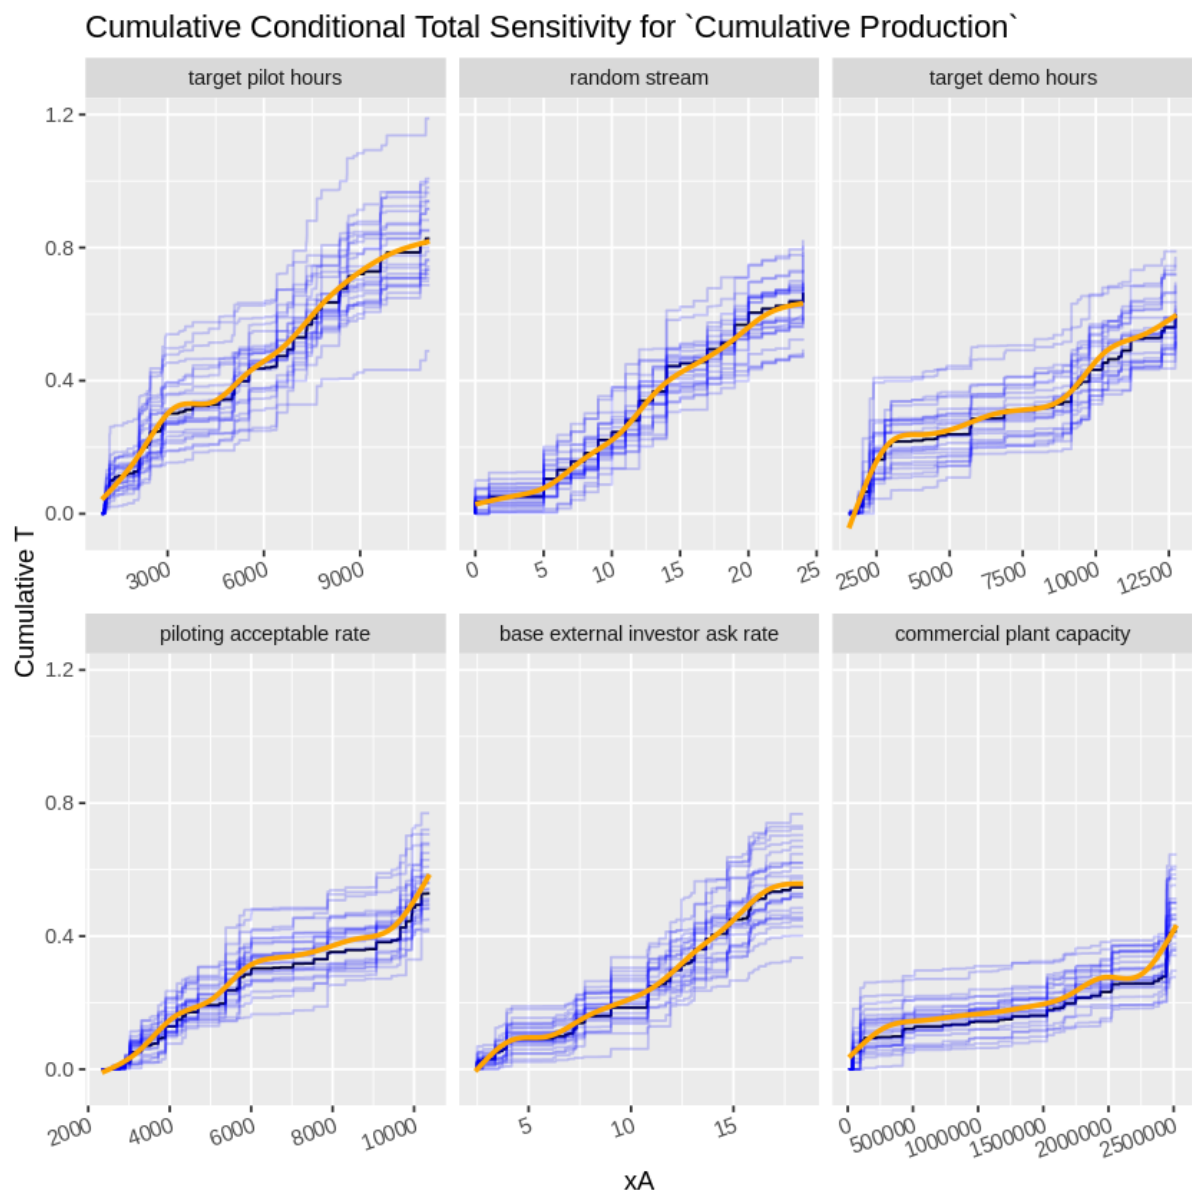 Cumulative Conditional Total Sensitivity for `Cumulative Production`
target pilot hours
random stream
target demo hours
1.2
0.8
0.4
0.0
3000 6000 9000
0 5 10 15 20 25
2500 5000 7500 10000 12500
Cumulative T
piloting acceptable rate
base external investor ask rate
commercial plant capacity
1.2
0.8
0.4
0.0
2000 4000 6000 8000 10000
5 10 15
0 500000 1000000 1500000 2000000 2500000
xA